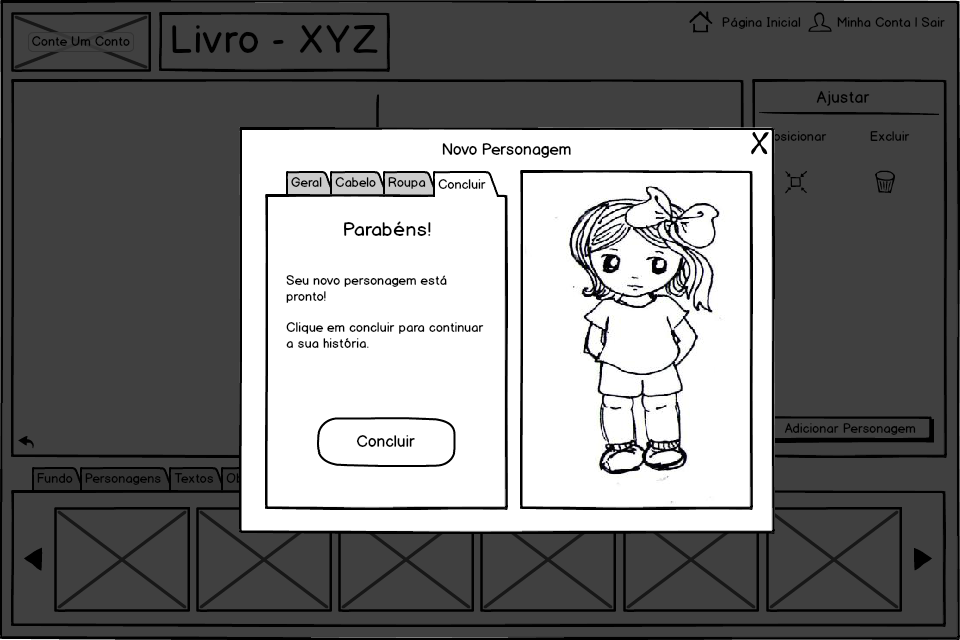 Conte Um Conto
Livro - XYZ
Página Inicial
Minha Conta | Sair
Ajustar
osicionar
Excluir
Novo Personagem
X
Geral
Cabelo
Roupa
Concluir
Parabéns!
Seu novo personagem está
pronto!
Clique em concluir para continuar
a sua história.
Concluir
Adicionar Personagem
Fundo
Personagens
Textos